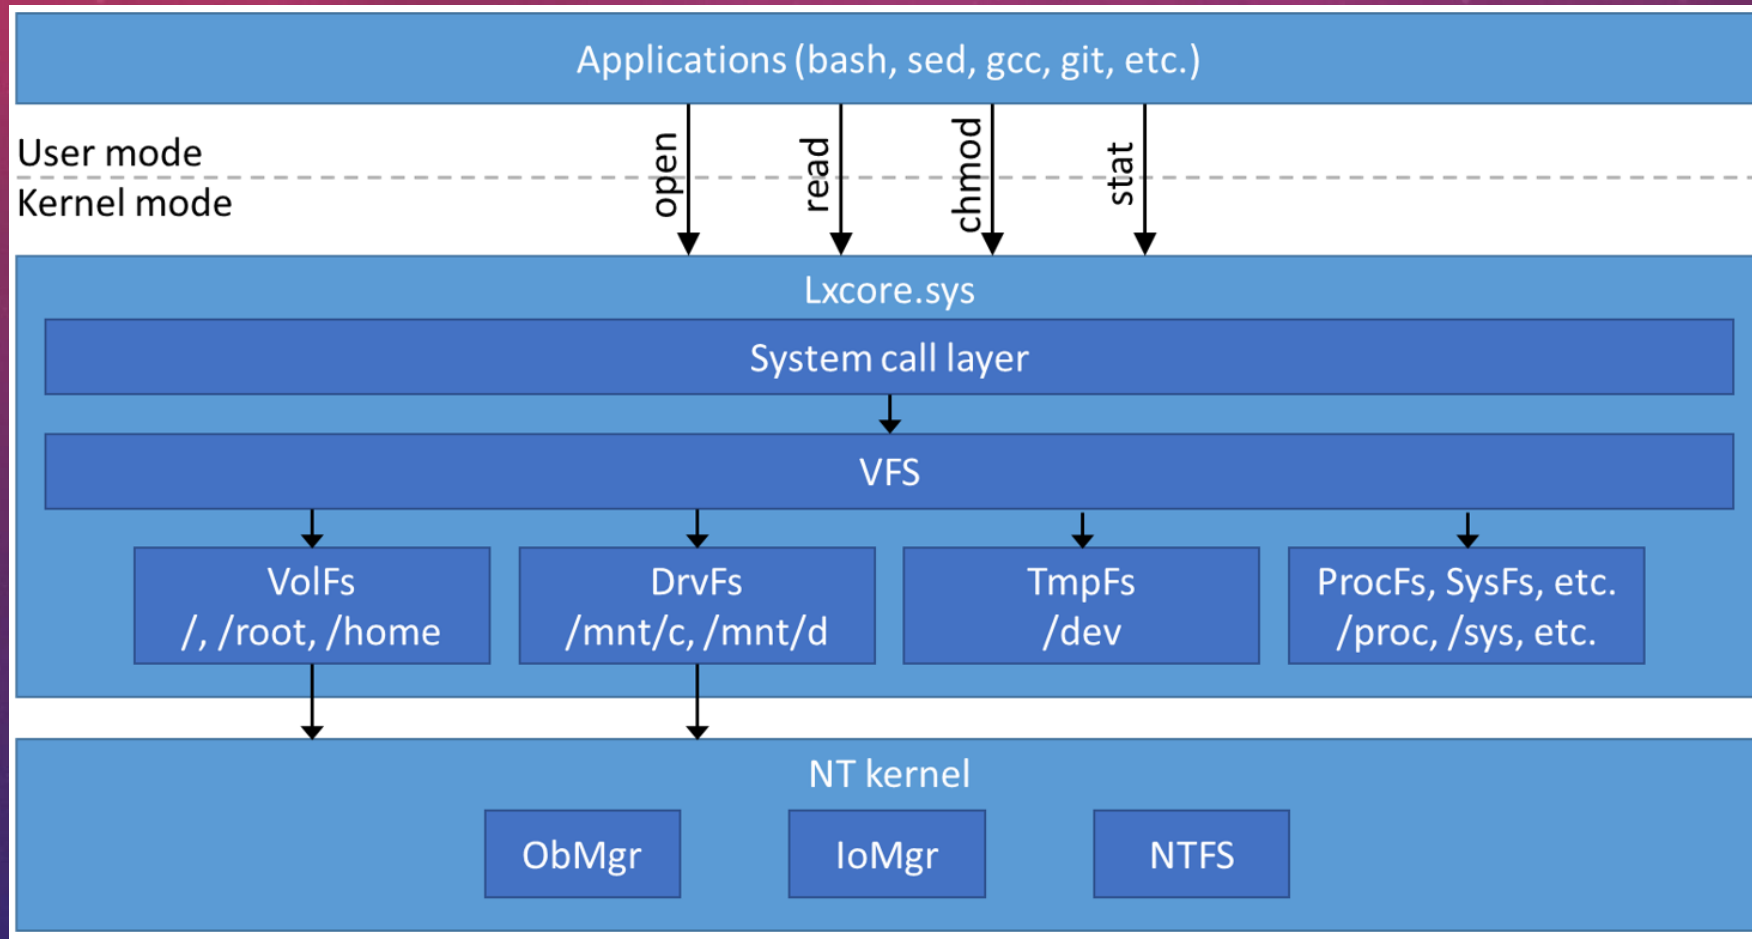 Applications (bash, sed, gcc, git, etc.)
User mode
Kernel mode
open
read
chmod
stat
Lxcore.sys
System call layer
VFS
VolFs
/, /root, /home
DrvFs
/mnt/c, /mnt/d
TmpFs
/dev
ProcFs, SysFs, etc.
/proc, /sys, etc.
NT kernel
ObMgr
IoMgr
NTFS